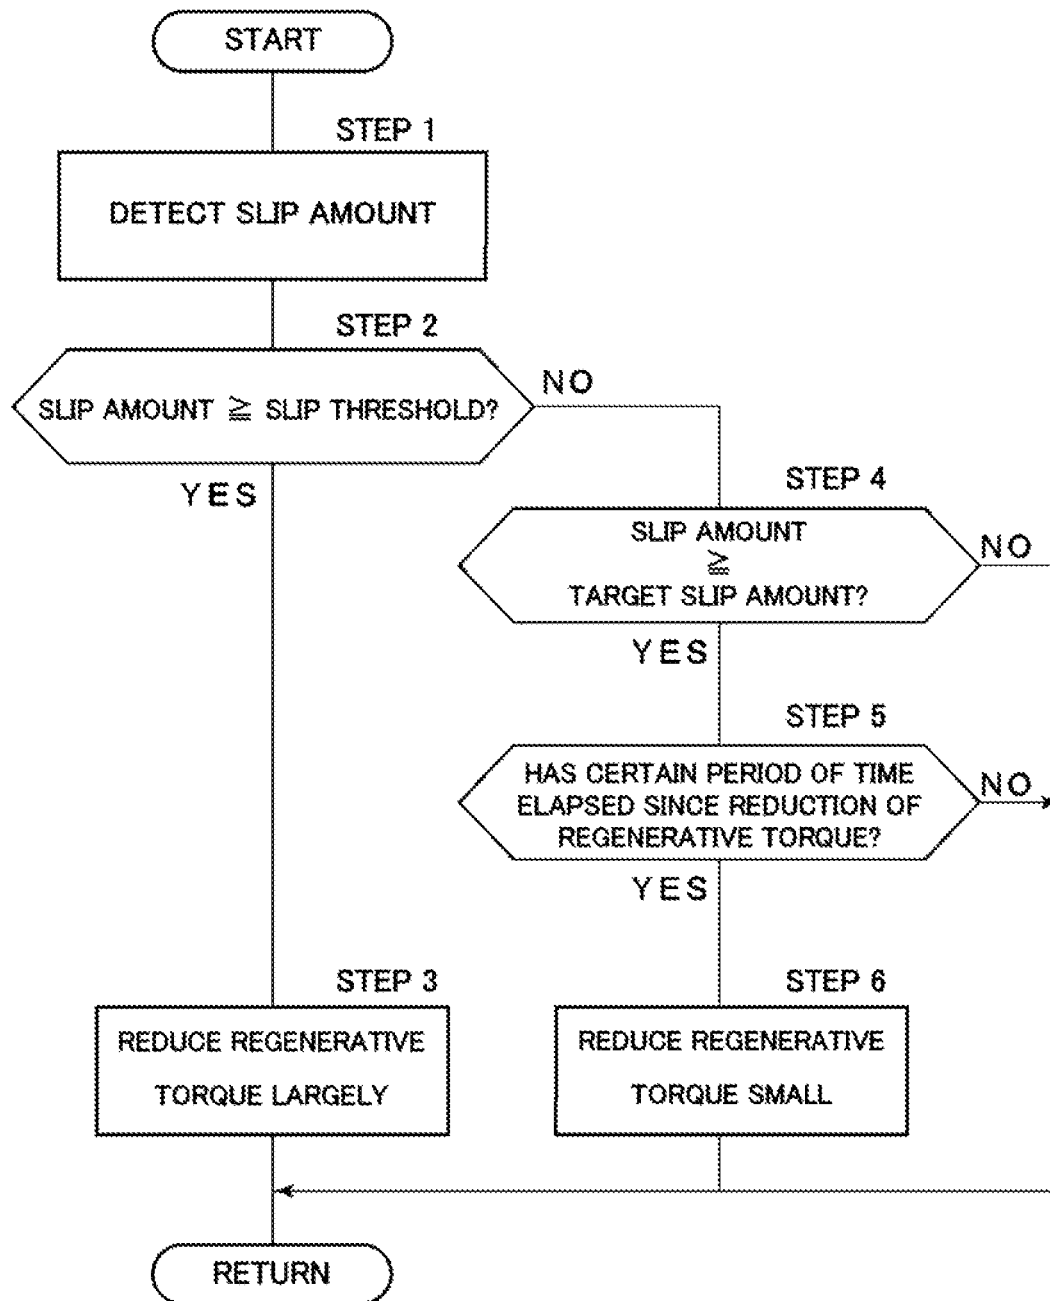 START
STEP 1
DETECT SLIP AMOUNT
STEP 2
SLIP AMOUNT ≧ SLIP THRESHOLD?
NO
YES
STEP 4
SLIP AMOUNT
≧
TARGET SLIP AMOUNT?
NO
YES
STEP 5
HAS CERTAIN PERIOD OF TIME
ELAPSED SINCE REDUCTION OF
REGENERATIVE TORQUE?
NO
YES
STEP 3
REDUCE REGENERATIVE
TORQUE LARGELY
STEP 6
REDUCE REGENERATIVE
TORQUE SMALL
RETURN